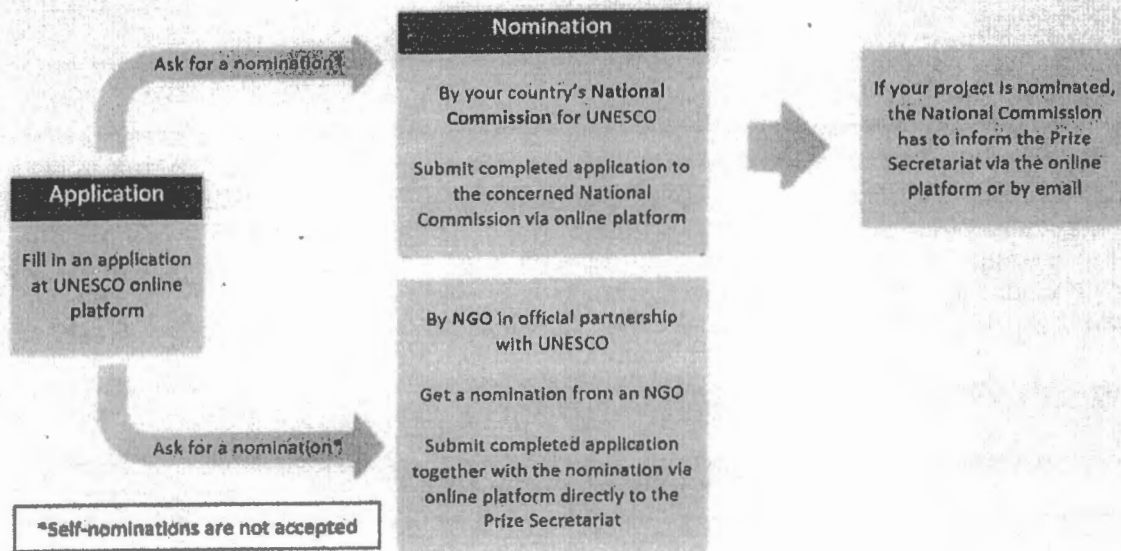 Application
Fill in an application
at UNESCO online
platform
Ask for a nomination*
Nomination
By your country's National
Commission for UNESCO
Submit completed application to
the concerned National
Commission via online platform
If your project is nominated,
the National Commission
has to inform the Prize
Secretariat via the online
platform or by email
Ask for a nomination*
By NGO in official partnership
with UNESCO
Get a nomination from an NGO
Submit completed application
together with the nomination via
online platform directly to the
Prize Secretariat
*Self-nominations are not accepted